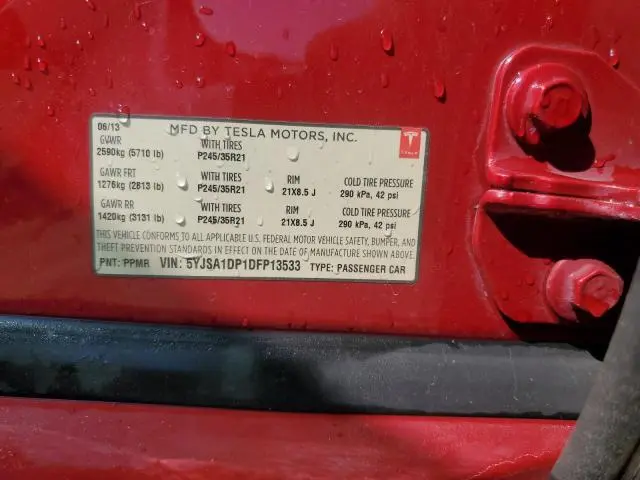 06/13 MFD BY TESLA MOTORS, INC.
GVWR WITH TIRES
2590kg (5710 lb) P245/35R21
GAWR FRT WITH TIRES RIM COLD TIRE PRESSURE
1276kg (2813 lb) P245/35R21 21X8.5 J 290 kPa, 42 psi
GAWR RR WITH TIRES RIM COLD TIRE PRESSURE
1420kg (3131 lb) P245/35R21 21X8.5 J 290 kPa, 42 psi
THIS VEHICLE CONFORMS TO ALL APPLICABLE U.S. FEDERAL MOTOR VEHICLE SAFETY, BUMPER, AND
THEFT PREVENTION STANDARDS IN EFFECT ON THE DATE OF MANUFACTURE SHOWN ABOVE.
PNT: PPMR VIN: 5YJSA1DP1DFP13533 TYPE: PASSENGER CAR